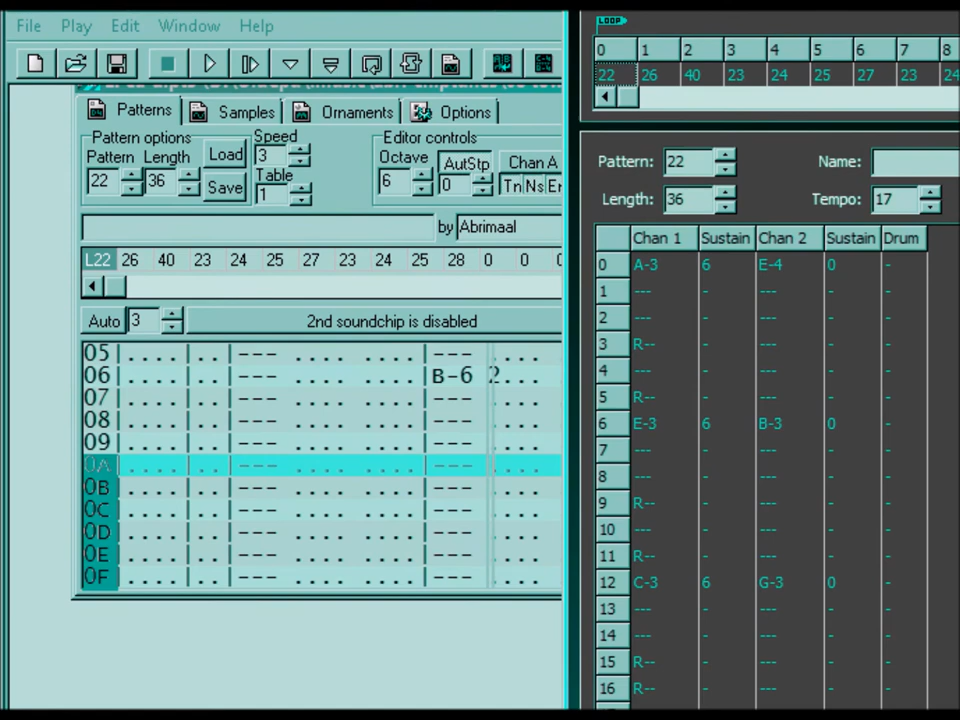 File Play Edit Window Help
Patterns Samples Ornaments Options
Pattern options Speed Editor controls
Pattern Length Load 3 Octave AutStp Chan A
22 36 Save Table 6 0 Tn Ns
1
by Abrimaal
L22 26 40 23 24 25 27 23 24 25 28 0 0
Auto 3 2nd soundchip is disabled
05 |....|..|--- .... ....|--- ....
06 |....|..|--- .... ....|B-6 2...
07 |....|..|--- .... ....|--- ....
08 |....|..|--- .... ....|--- ....
09 |....|..|--- .... ....|--- ....
0A |....|..|--- .... ....|--- ....
0B |....|..|--- .... ....|--- ....
0C |....|..|--- .... ....|--- ....
0D |....|..|--- .... ....|--- ....
0E |....|..|--- .... ....|--- ....
0F |....|..|--- .... ....|--- ....
LOOP
0 1 2 3 4 5 6 7 8
22 26 40 23 24 25 27 23 24
Pattern: 22 Name:
Length: 36 Tempo: 17
Chan 1 Sustain Chan 2 Sustain Drum
0 A-3 6 E-4 0 -
1 --- - --- - -
2 --- - --- - -
3 R-- - --- - -
4 --- - --- - -
5 R-- - --- - -
6 E-3 6 B-3 0 -
7 --- - --- - -
8 --- - --- - -
9 R-- - --- - -
10 --- - --- - -
11 R-- - --- - -
12 C-3 6 G-3 0 -
13 --- - --- - -
14 --- - --- - -
15 R-- - --- - -
16 R-- - --- - -